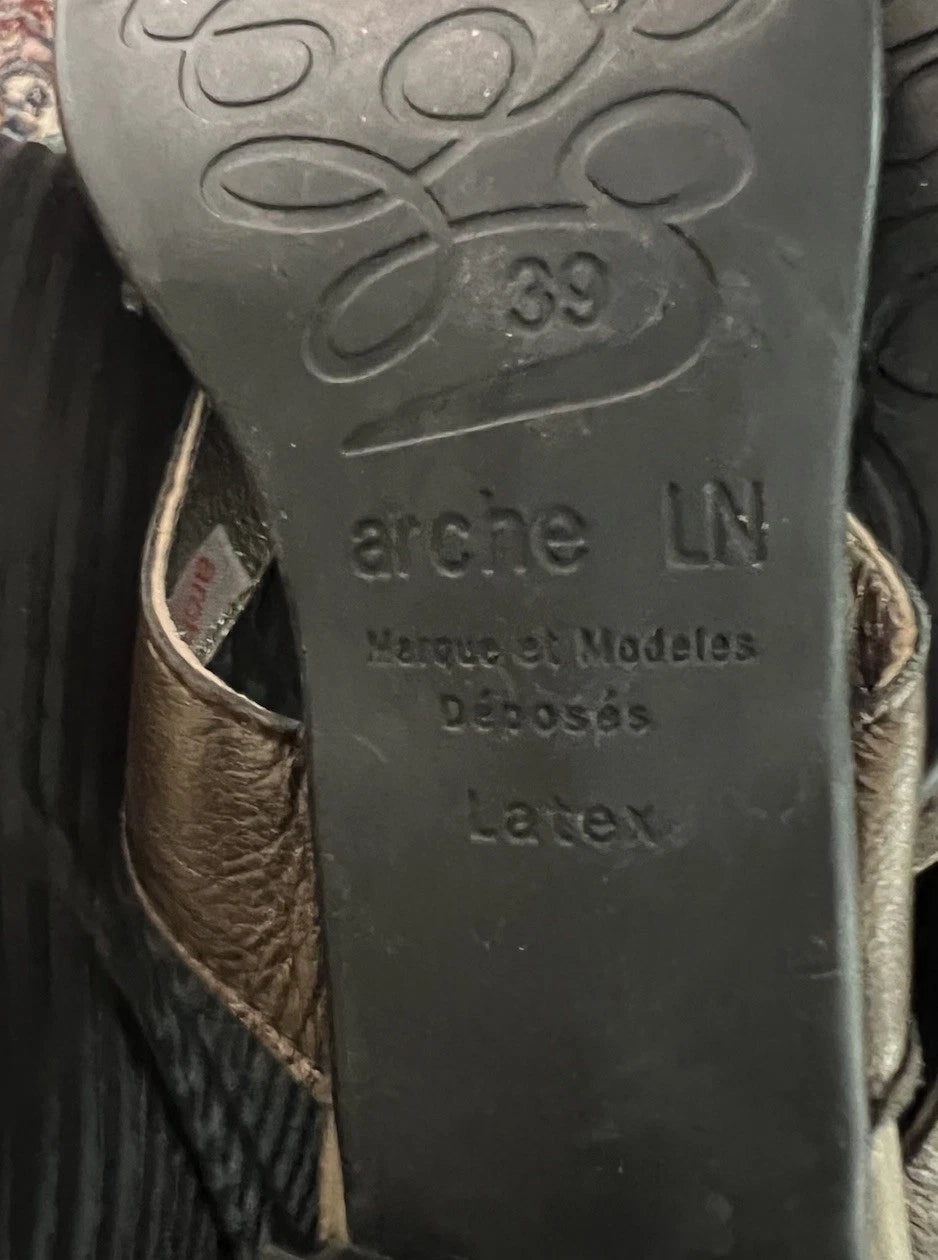 39
arche LN
Marque et Modeles
Déposés
Latex